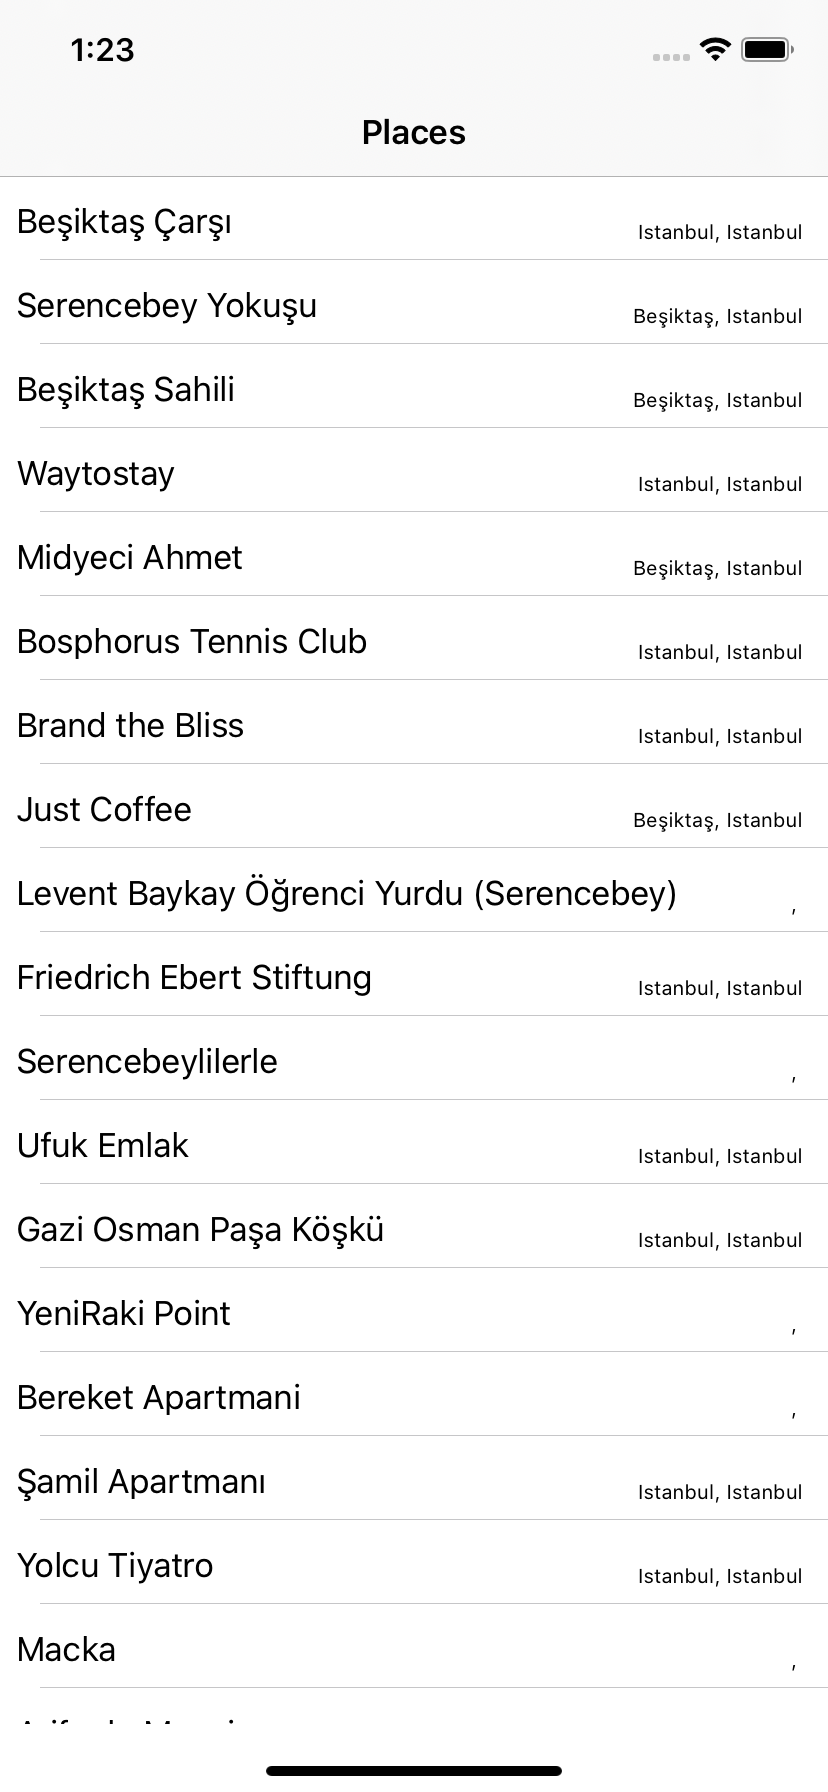 1:23
Places
Beşiktaş Çarşı
Istanbul, Istanbul
Serencebey Yokuşu
Beşiktaş, Istanbul
Beşiktaş Sahili
Beşiktaş, Istanbul
Waytostay
Istanbul, Istanbul
Midyeci Ahmet
Beşiktaş, Istanbul
Bosphorus Tennis Club
Istanbul, Istanbul
Brand the Bliss
Istanbul, Istanbul
Just Coffee
Beşiktaş, Istanbul
Levent Baykay Öğrenci Yurdu (Serencebey)
,
Friedrich Ebert Stiftung
Istanbul, Istanbul
Serencebeylilerle
,
Ufuk Emlak
Istanbul, Istanbul
Gazi Osman Paşa Köşkü
Istanbul, Istanbul
YeniRaki Point
,
Bereket Apartmani
,
Şamil Apartmanı
Istanbul, Istanbul
Yolcu Tiyatro
Istanbul, Istanbul
Macka
,